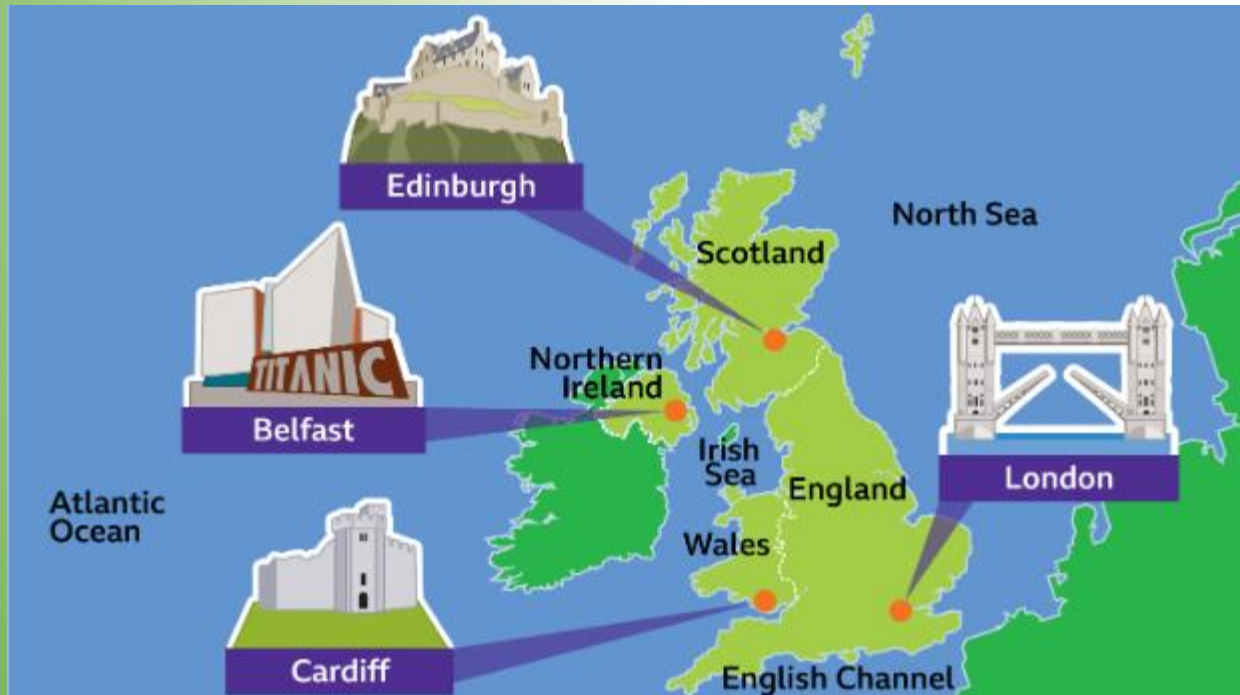 Edinburgh
North Sea
Scotland
TITANIC
Northern
Ireland
Belfast
Irish
Sea
England
London
Atlantic
Ocean
Wales
Cardiff
English Channel